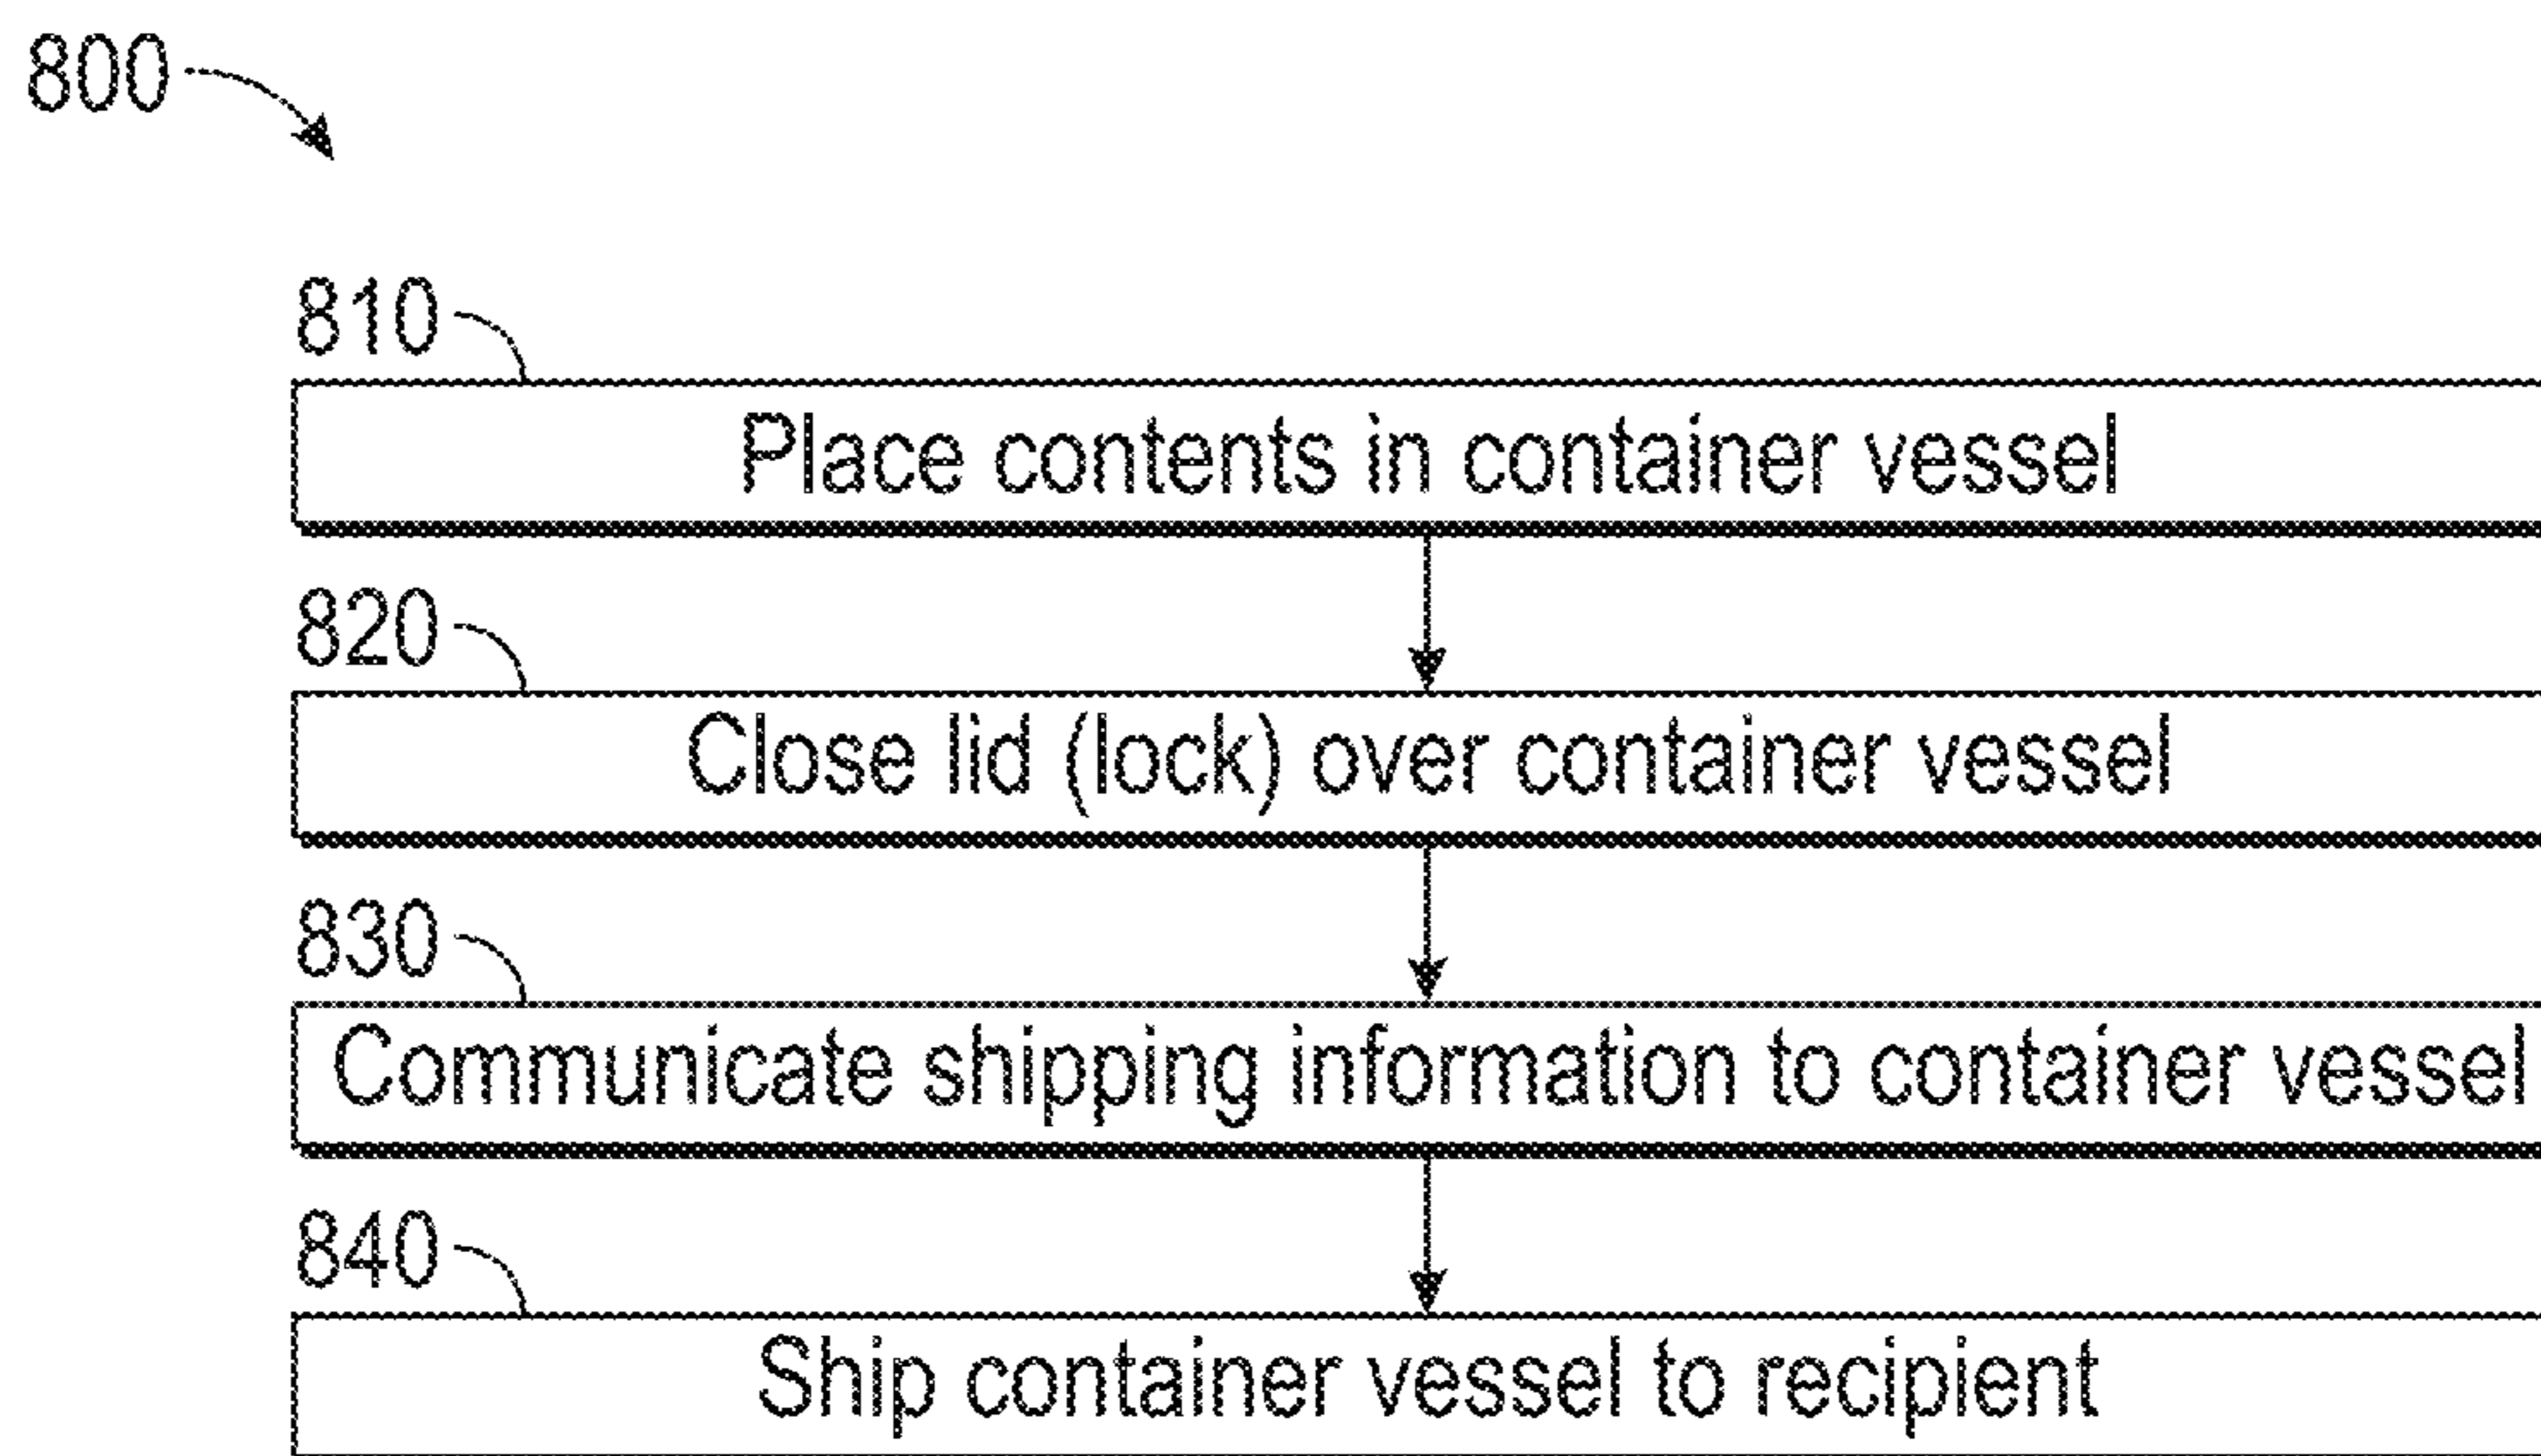 800
810
Place contents in container vessel
820
Close lid (lock) over container vessel
830
Communicate shipping information to container vessel
840
Ship container vessel to recipient